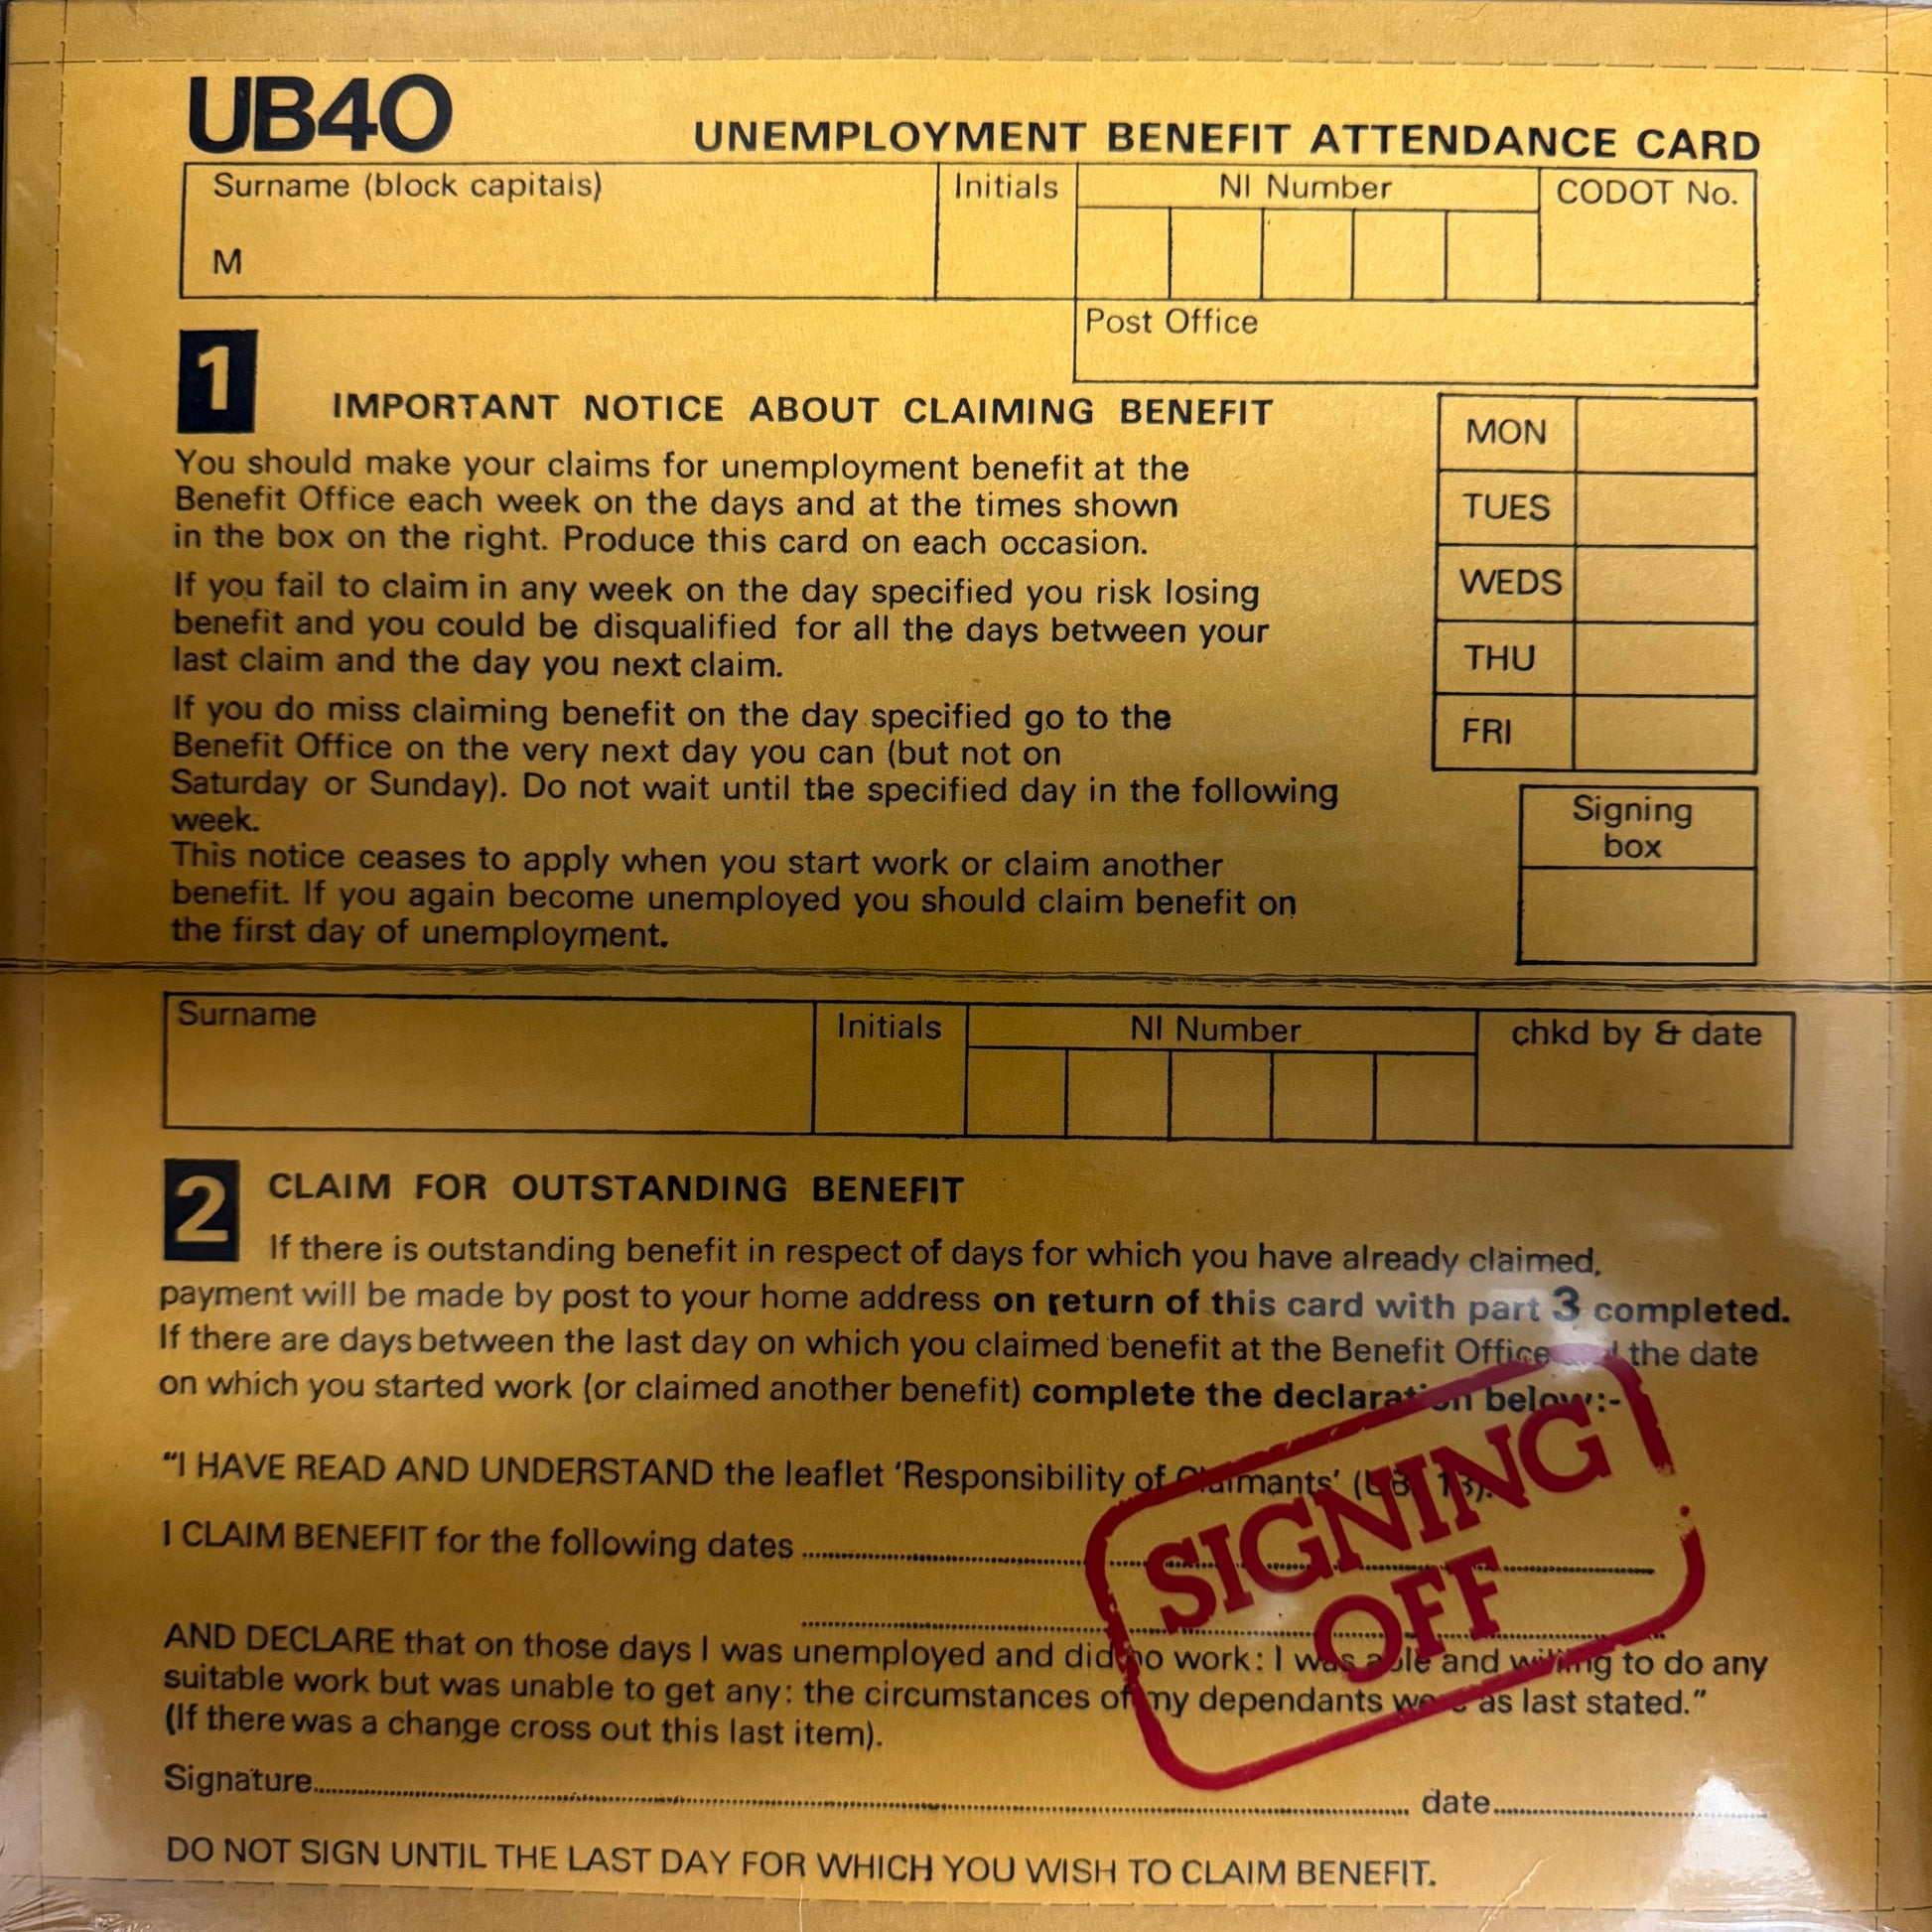 UB40
UNEMPLOYMENT BENEFIT ATTENDANCE CARD
Surname (block capitals)
Initials
NI Number
CODOT No.
M
Post Office
1
IMPORTANT NOTICE ABOUT CLAIMING BENEFIT
You should make your claims for unemployment benefit at the
Benefit Office each week on the days and at the times shown
in the box on the right. Produce this card on each occasion.
If you fail to claim in any week on the day specified you risk losing
benefit and you could be disqualified for all the days between your
last claim and the day you next claim.
If you do miss claiming benefit on the day specified go to the
Benefit Office on the very next day you can (but not on
Saturday or Sunday). Do not wait until the specified day in the following
week.
This notice ceases to apply when you start work or claim another
benefit. If you again become unemployed you should claim benefit on
the first day of unemployment.
MON
TUES
WEDS
THU
FRI
Signing
box
Surname
Initials
NI Number
chkd by & date
2
CLAIM FOR OUTSTANDING BENEFIT
If there is outstanding benefit in respect of days for which you have already claimed,
payment will be made by post to your home address on return of this card with part 3 completed.
If there are days between the last day on which you claimed benefit at the Benefit Office and the date
on which you started work (or claimed another benefit) complete the declaration below:-
“I HAVE READ AND UNDERSTAND the leaflet ‘Responsibility of Claimants’ (UBL 18).
I CLAIM BENEFIT for the following dates
AND DECLARE that on those days I was unemployed and did no work: I was able and willing to do any
suitable work but was unable to get any: the circumstances of my dependants were as last stated.”
(If there was a change cross out this last item).
Signature
date
DO NOT SIGN UNTIL THE LAST DAY FOR WHICH YOU WISH TO CLAIM BENEFIT.
SIGNING
OFF